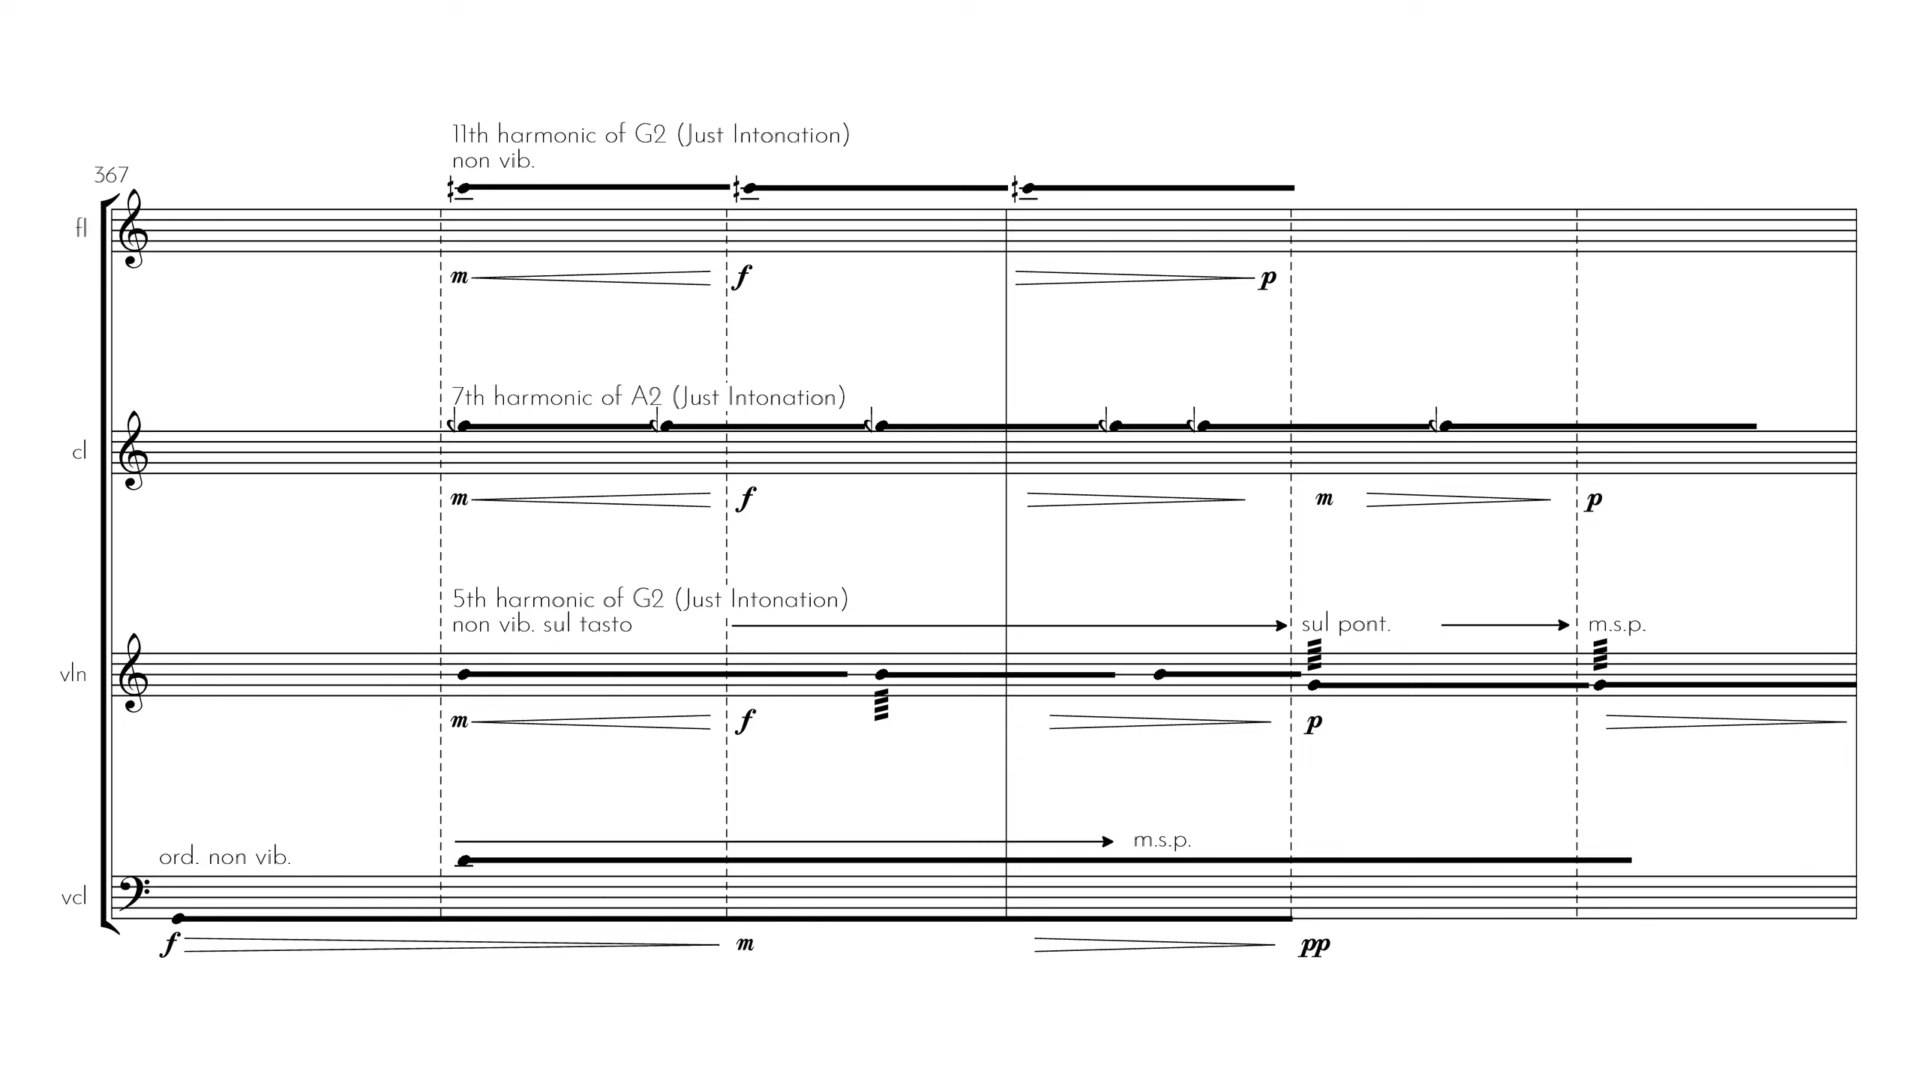 11th harmonic of G2 (Just Intonation)
non vib.
367
fl
m f p
7th harmonic of A2 (Just Intonation)
cl
m f m p
5th harmonic of G2 (Just Intonation)
non vib. sul tasto sul pont. m.s.p.
vln
m f p
m.s.p.
ord. non vib.
vcl
f m pp